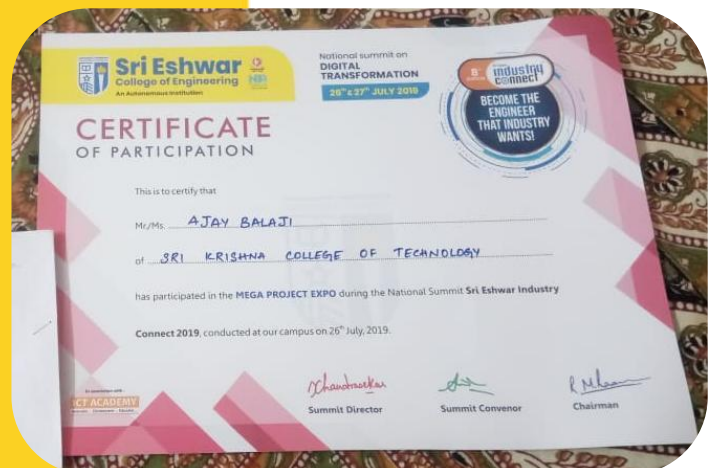 Sri Eshwar
College of Engineering
An Autonomous Institution
National summit on
DIGITAL
TRANSFORMATION
26th & 27th JULY 2019
industry
connect
BECOME THE
ENGINEER
THAT INDUSTRY
WANTS!
CERTIFICATE
OF PARTICIPATION
This is to certify that
Mr/Ms. AJAY BALAJI
of SRI KRISHNA COLLEGE OF TECHNOLOGY
has participated in the MEGA PROJECT EXPO during the National Summit Sri Eshwar Industry
Connect 2019, conducted at our campus on 26th July, 2019.
In association with
ICT ACADEMY
Summit Director
Summit Convenor
Chairman